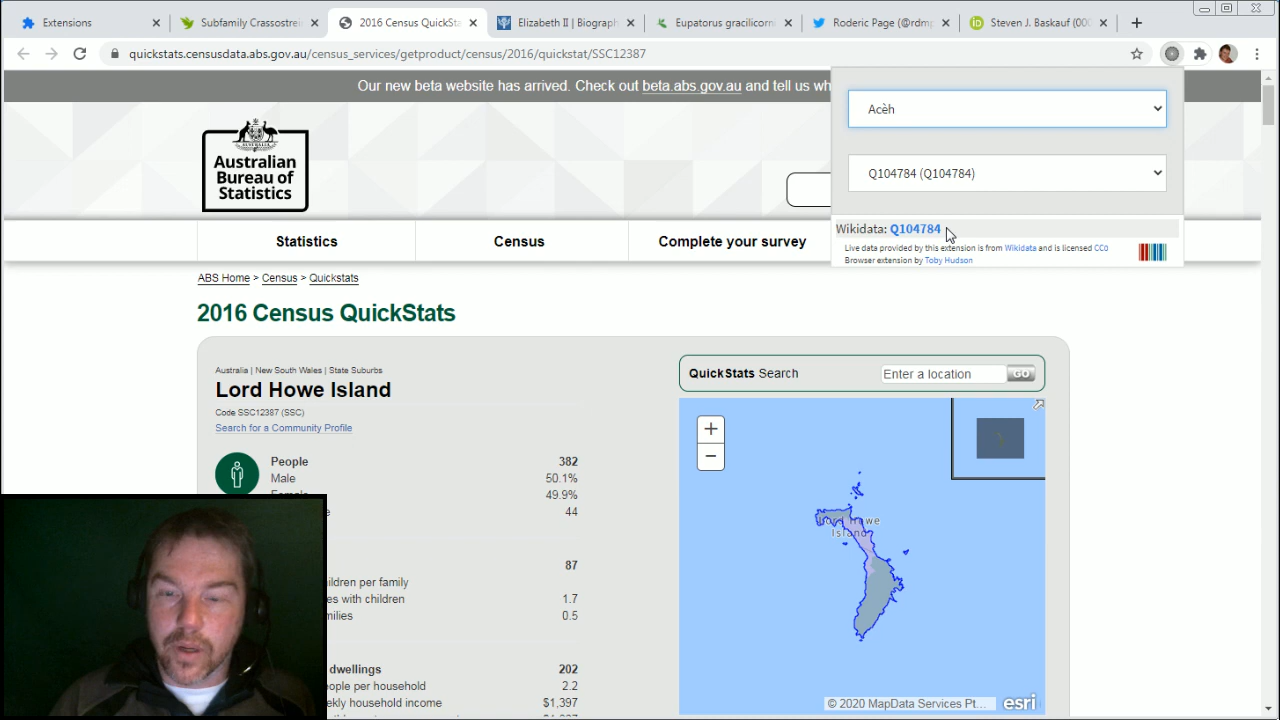 Extensions
Subfamily Crassostrei
2016 Census QuickSta
Elizabeth II | Biograph
Eupatorus gracilicorni
Roderic Page (@rdmp
Steven J. Baskauf (000
quickstats.censusdata.abs.gov.au/census_services/getproduct/census/2016/quickstat/SSC12387
Our new beta website has arrived. Check out beta.abs.gov.au and tell us wh
Acèh
Q104784 (Q104784)
Wikidata: Q104784
Live data provided by this extension is from Wikidata and is licensed CC0
Browser extension by Toby Hudson
Australian
Bureau of
Statistics
Statistics
Census
Complete your survey
ABS Home > Census > Quickstats
2016 Census QuickStats
Australia | New South Wales | State Suburbs
Lord Howe Island
Code SSC12387 (SSC)
Search for a Community Profile
QuickStats Search
Enter a location
GO
+
−
Lord Howe
Island
People 382
Male 50.1%
Female 49.9%
44
87
ildren per family
es with children 1.7
milies 0.5
dwellings 202
eople per household 2.2
ekly household income $1,397
© 2020 MapData Services Pt...
esri